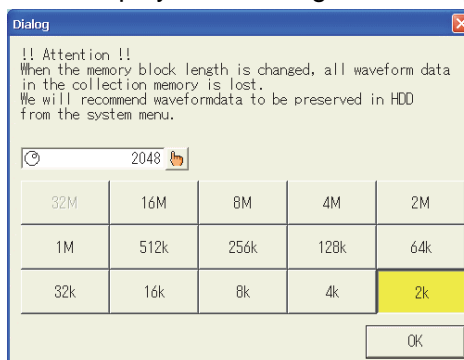 Dialog
!! Attention !!
When the memory block length is changed, all waveform data
in the collection memory is lost.
We will recommend waveformdata to be preserved in HDD
from the system menu.
2048
32M 16M 8M 4M 2M
1M 512k 256k 128k 64k
32k 16k 8k 4k 2k
OK